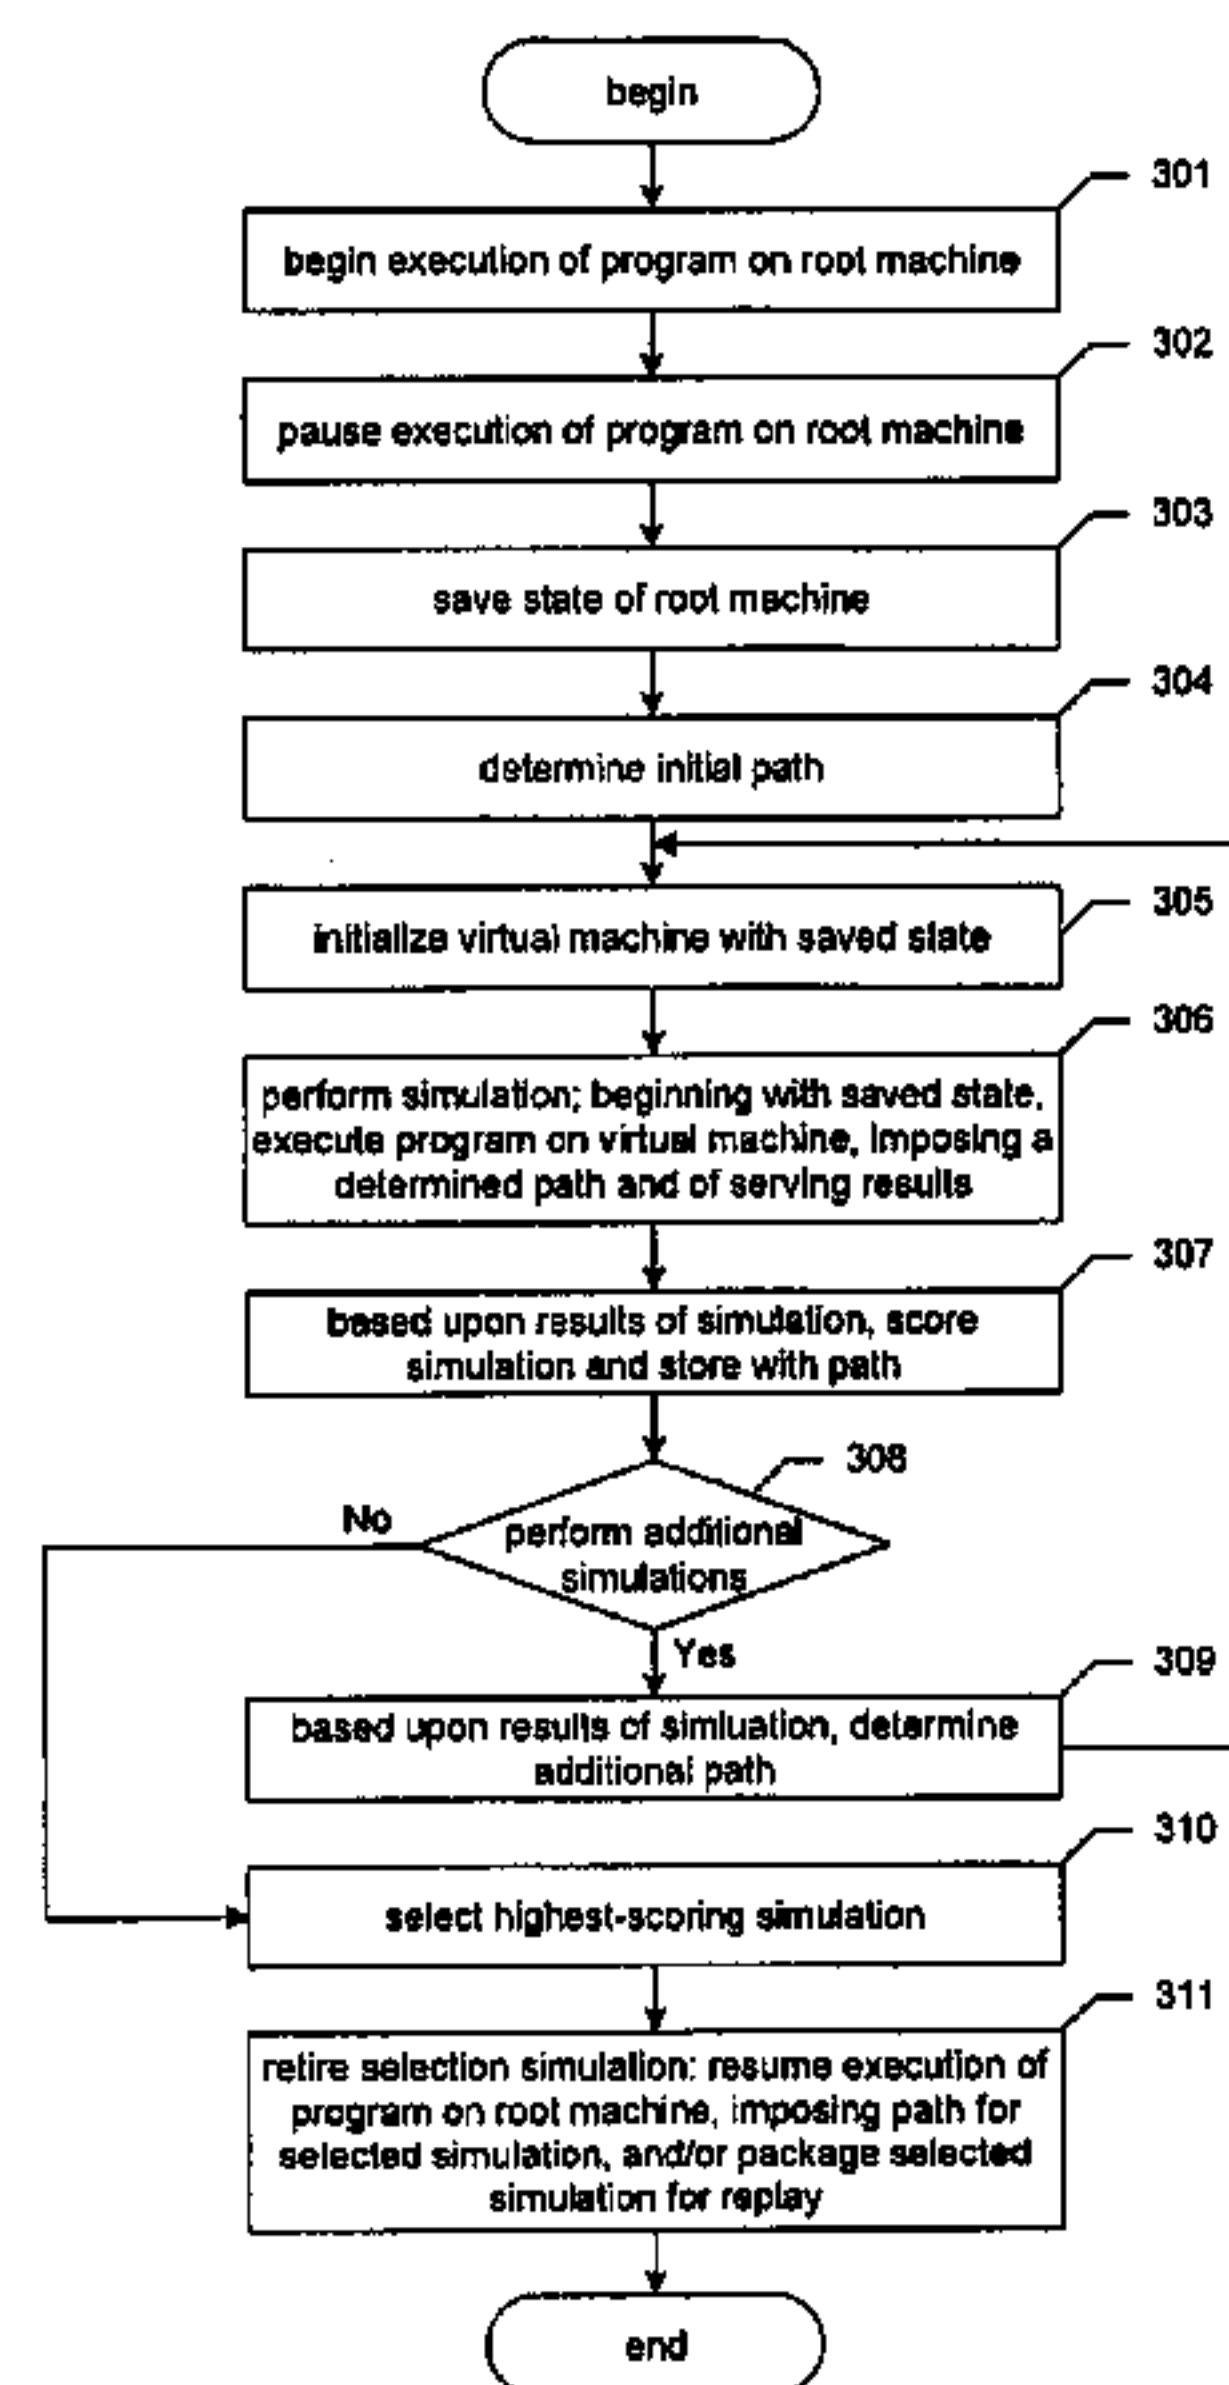 begin
301
begin execution of program on root machine
302
pause execution of program on root machine
303
save state of root machine
304
determine initial path
305
initialize virtual machine with saved state
306
perform simulation; beginning with saved state,
execute program on virtual machine, imposing a
determined path and of serving results
307
based upon results of simulation, score
simulation and store with path
308
No
perform additional
simulations
Yes
309
based upon results of simluation, determine
additional path
310
select highest-scoring simulation
311
retire selection simulation: resume execution of
program on root machine, imposing path for
selected simulation, and/or package selected
simulation for replay
end